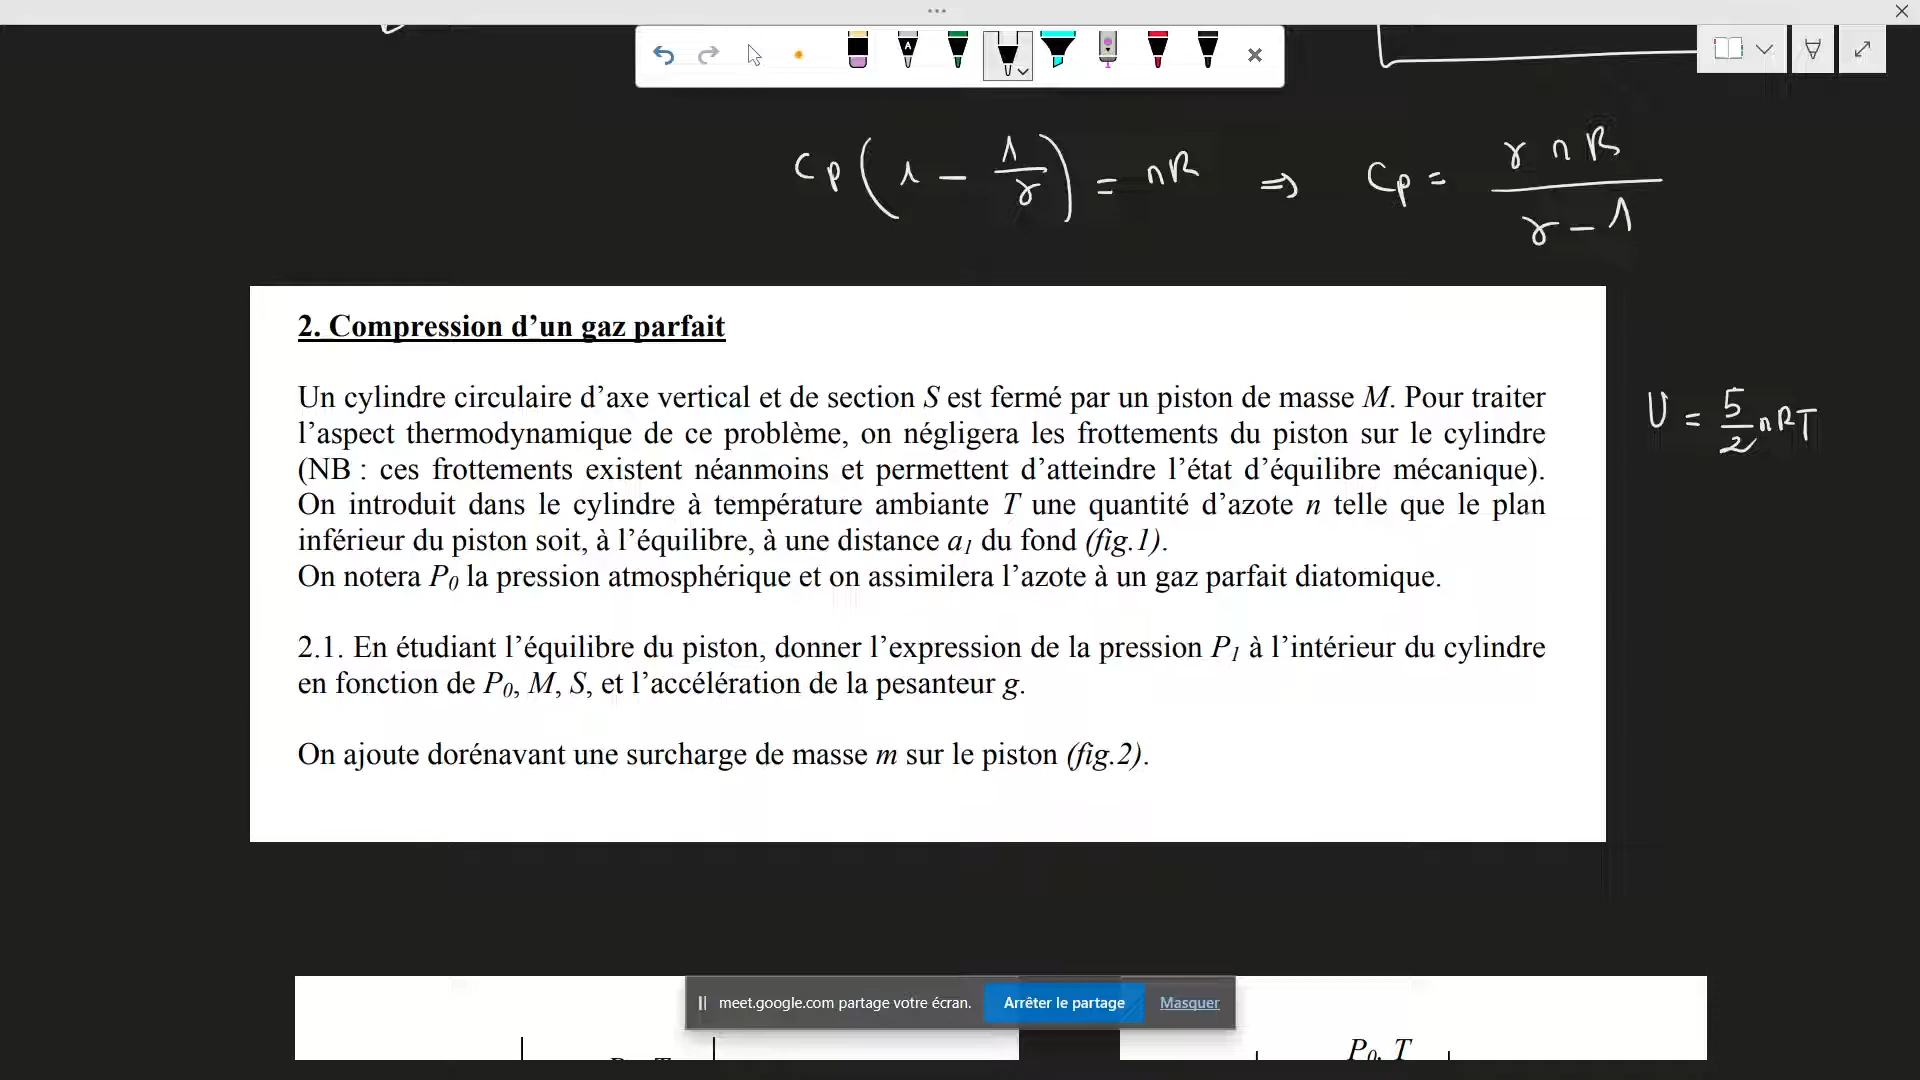 Cp(1 - 1/γ) = nR ⇒ Cp = γ n R / γ - 1
2. Compression d’un gaz parfait
Un cylindre circulaire d’axe vertical et de section S est fermé par un piston de masse M. Pour traiter
l’aspect thermodynamique de ce problème, on négligera les frottements du piston sur le cylindre
(NB : ces frottements existent néanmoins et permettent d’atteindre l’état d’équilibre mécanique).
U = 5/2 nRT
On introduit dans le cylindre à température ambiante T une quantité d’azote n telle que le plan
inférieur du piston soit, à l’équilibre, à une distance a1 du fond (fig.1).
On notera P0 la pression atmosphérique et on assimilera l’azote à un gaz parfait diatomique.
2.1. En étudiant l’équilibre du piston, donner l’expression de la pression P1 à l’intérieur du cylindre
en fonction de P0, M, S, et l’accélération de la pesanteur g.
On ajoute dorénavant une surcharge de masse m sur le piston (fig.2).
meet.google.com partage votre écran. Arrêter le partage Masquer
P0, T